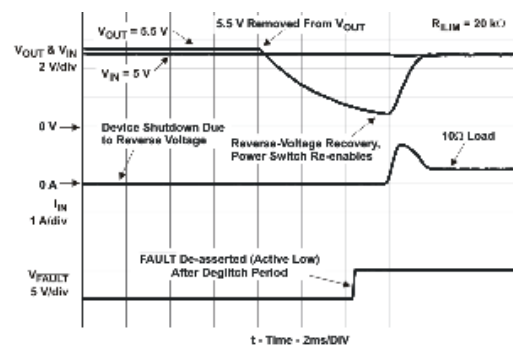 5.5 V Removed From VOUT
VOUT = 5.5 V
RILIM = 20 kΩ
VOUT & VIN
2 V/div
VIN = 5 V
0 V
Device Shutdown Due
to Reverse Voltage
Reverse-Voltage Recovery,
Power Switch Re-enables
10Ω Load
0 A
IIN
1 A/div
FAULT De-asserted (Active Low)
After Deglitch Period
VFAULT
5 V/div
t - Time - 2ms/DIV